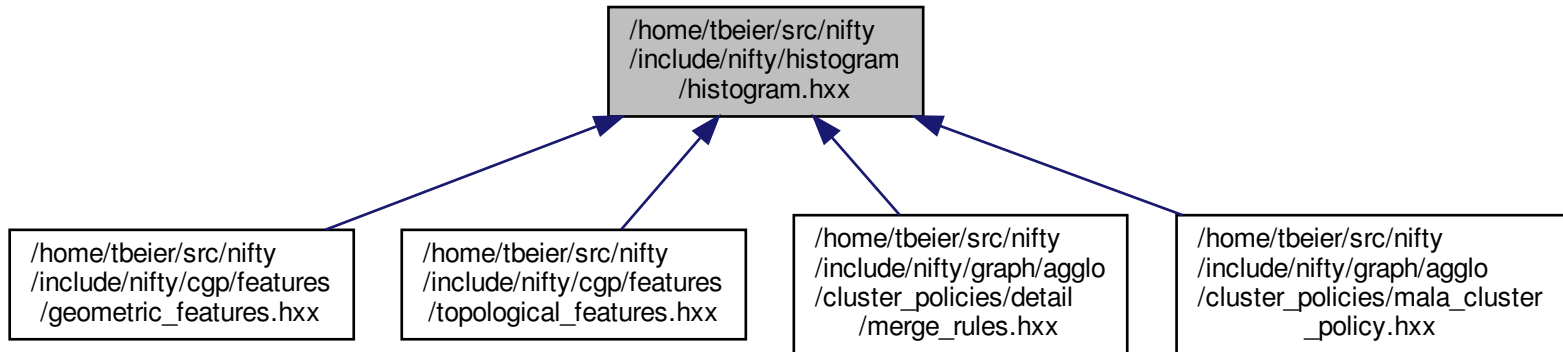 /home/tbeier/src/nifty
/include/nifty/histogram
/histogram.hxx
/home/tbeier/src/nifty
/include/nifty/cgp/features
/geometric_features.hxx
/home/tbeier/src/nifty
/include/nifty/cgp/features
/topological_features.hxx
/home/tbeier/src/nifty
/include/nifty/graph/agglo
/cluster_policies/detail
/merge_rules.hxx
/home/tbeier/src/nifty
/include/nifty/graph/agglo
/cluster_policies/mala_cluster
_policy.hxx